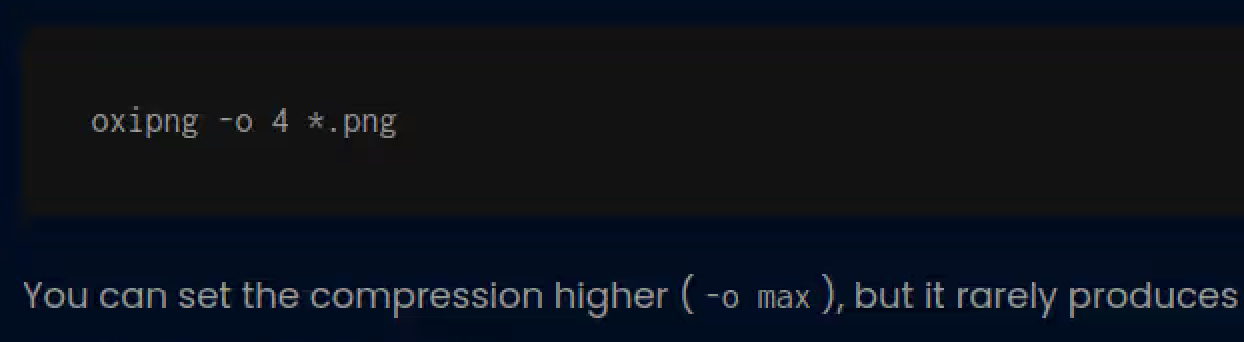 oxipng -o 4 *.png
You can set the compression higher ( -o max ), but it rarely produces